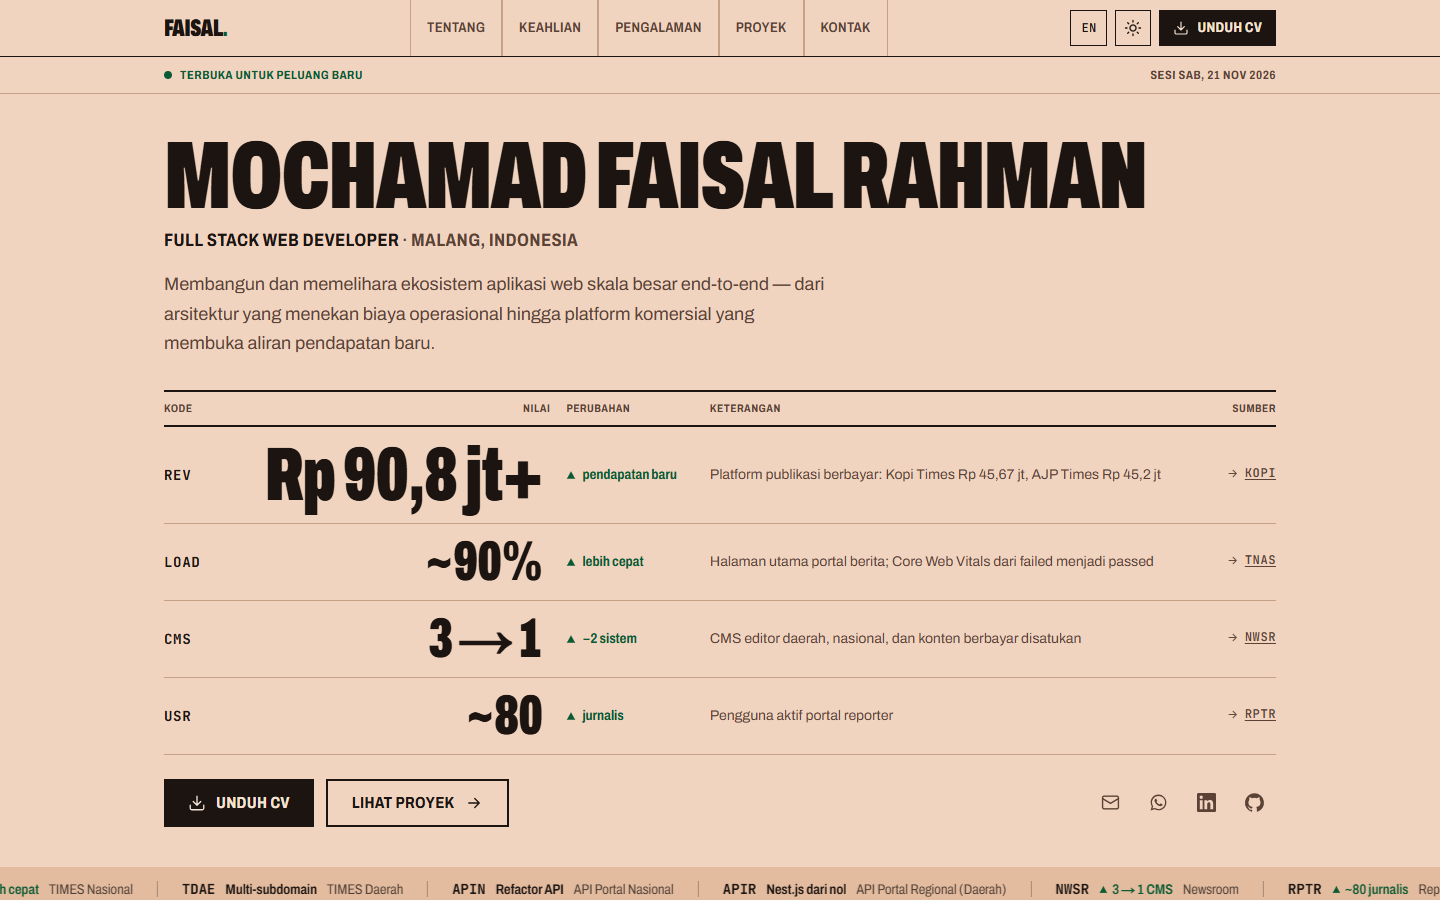 FAISAL.
TENTANG
KEAHLIAN
PENGALAMAN
PROYEK
KONTAK
EN
UNDUH CV
TERBUKA UNTUK PELUANG BARU
SESI SAB, 21 NOV 2026
MOCHAMAD FAISAL RAHMAN
FULL STACK WEB DEVELOPER · MALANG, INDONESIA
Membangun dan memelihara ekosistem aplikasi web skala besar end-to-end — dari
arsitektur yang menekan biaya operasional hingga platform komersial yang
membuka aliran pendapatan baru.
KODE NILAI PERUBAHAN KETERANGAN SUMBER
REV Rp 90,8 jt+ ▲ pendapatan baru Platform publikasi berbayar: Kopi Times Rp 45,67 jt, AJP Times Rp 45,2 jt → KOPI
LOAD ~90% ▲ lebih cepat Halaman utama portal berita; Core Web Vitals dari failed menjadi passed → TNAS
CMS 3→1 ▲ −2 sistem CMS editor daerah, nasional, dan konten berbayar disatukan → NWSR
USR ~80 ▲ jurnalis Pengguna aktif portal reporter → RPTR
UNDUH CV
LIHAT PROYEK →
h cepat TIMES Nasional TDAE Multi-subdomain TIMES Daerah APIN Refactor API API Portal Nasional APIR Nest.js dari nol API Portal Regional (Daerah) NWSR ▲ 3→1 CMS Newsroom RPTR ▲ ~80 jurnalis Rep